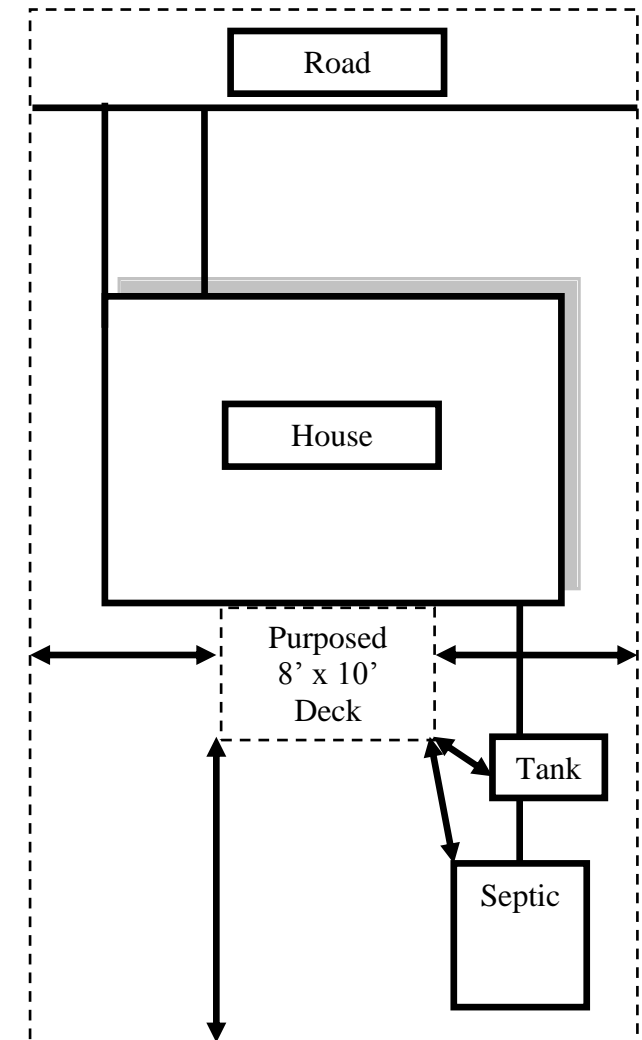 Road
House
Purposed
8’ x 10’
Deck
Tank
Septic